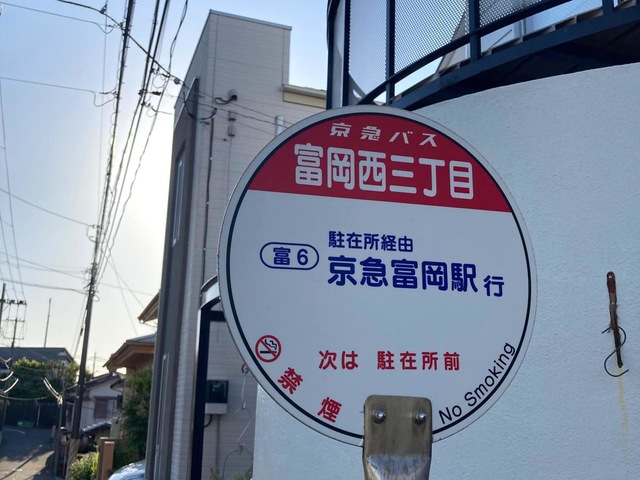 京急バス
富岡西三丁目
駐在所経由
富6 京急富岡駅 行
次は 駐在所前
禁煙
No Smoking